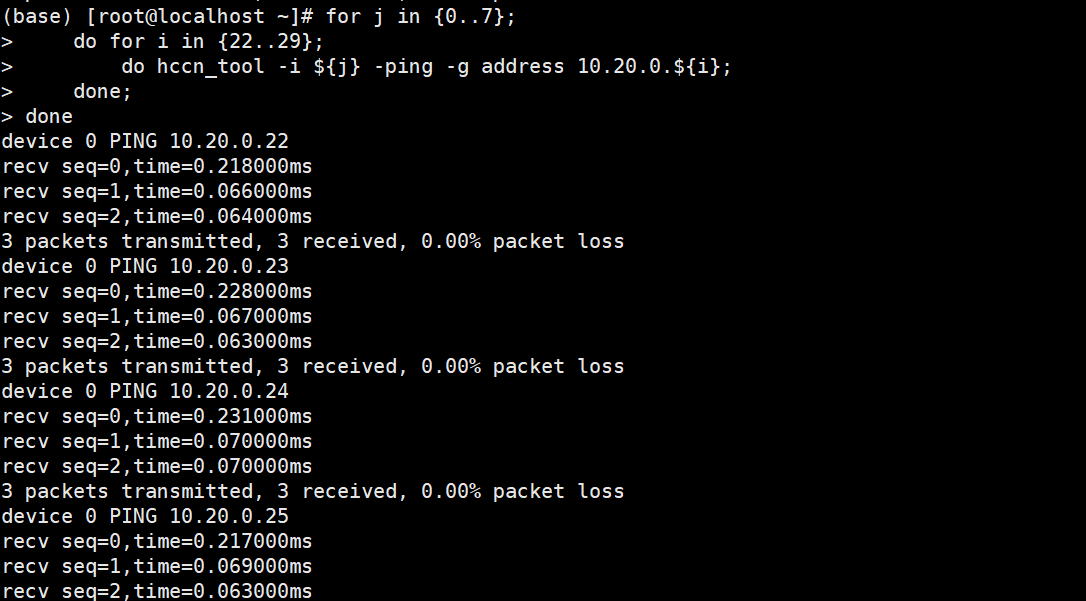 (base) [root@localhost ~]# for j in {0..7};
>     do for i in {22..29};
>         do hccn_tool -i ${j} -ping -g address 10.20.0.${i};
>     done;
> done
device 0 PING 10.20.0.22
recv seq=0,time=0.218000ms
recv seq=1,time=0.066000ms
recv seq=2,time=0.064000ms
3 packets transmitted, 3 received, 0.00% packet loss
device 0 PING 10.20.0.23
recv seq=0,time=0.228000ms
recv seq=1,time=0.067000ms
recv seq=2,time=0.063000ms
3 packets transmitted, 3 received, 0.00% packet loss
device 0 PING 10.20.0.24
recv seq=0,time=0.231000ms
recv seq=1,time=0.070000ms
recv seq=2,time=0.070000ms
3 packets transmitted, 3 received, 0.00% packet loss
device 0 PING 10.20.0.25
recv seq=0,time=0.217000ms
recv seq=1,time=0.069000ms
recv seq=2,time=0.063000ms